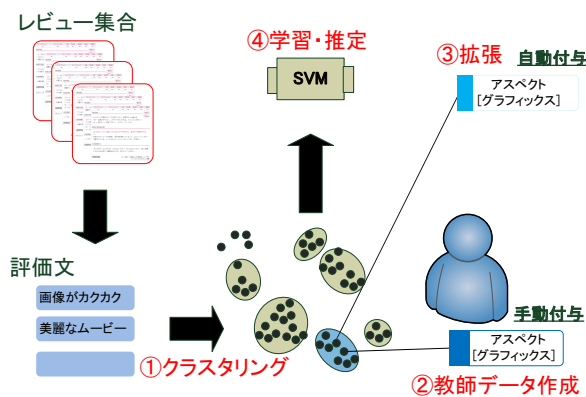 レビュー集合
④学習・推定
SVM
③拡張
自動付与
アスペクト
[グラフィックス]
評価文
画像がカクカク
美麗なムービー
①クラスタリング
手動付与
アスペクト
[グラフィックス]
②教師データ作成